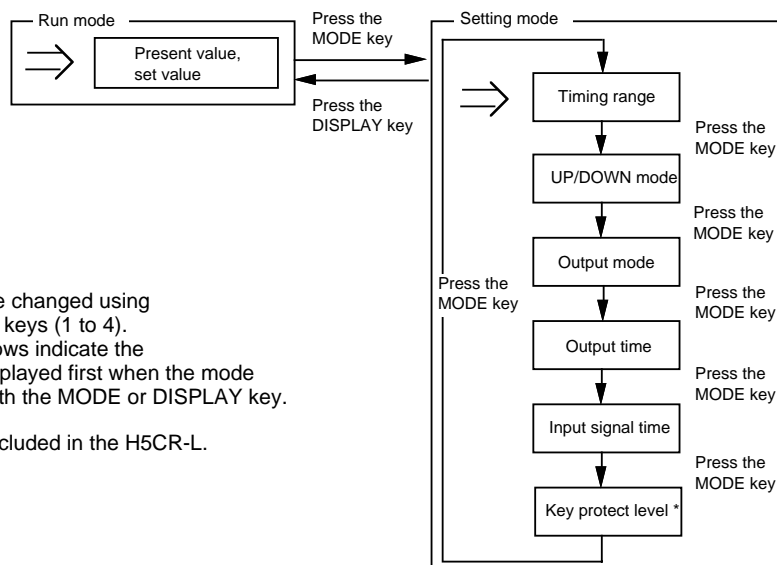 Run mode
Present value,
set value
Press the
MODE key
Press the
DISPLAY key
Setting mode
Timing range
Press the
MODE key
UP/DOWN mode
Press the
MODE key
Output mode
Press the
MODE key
Press the
MODE key
Output time
Press the
MODE key
Input signal time
Press the
MODE key
Key protect level *
e changed using
keys (1 to 4).
ows indicate the
played first when the mode
th the MODE or DISPLAY key.
cluded in the H5CR-L.